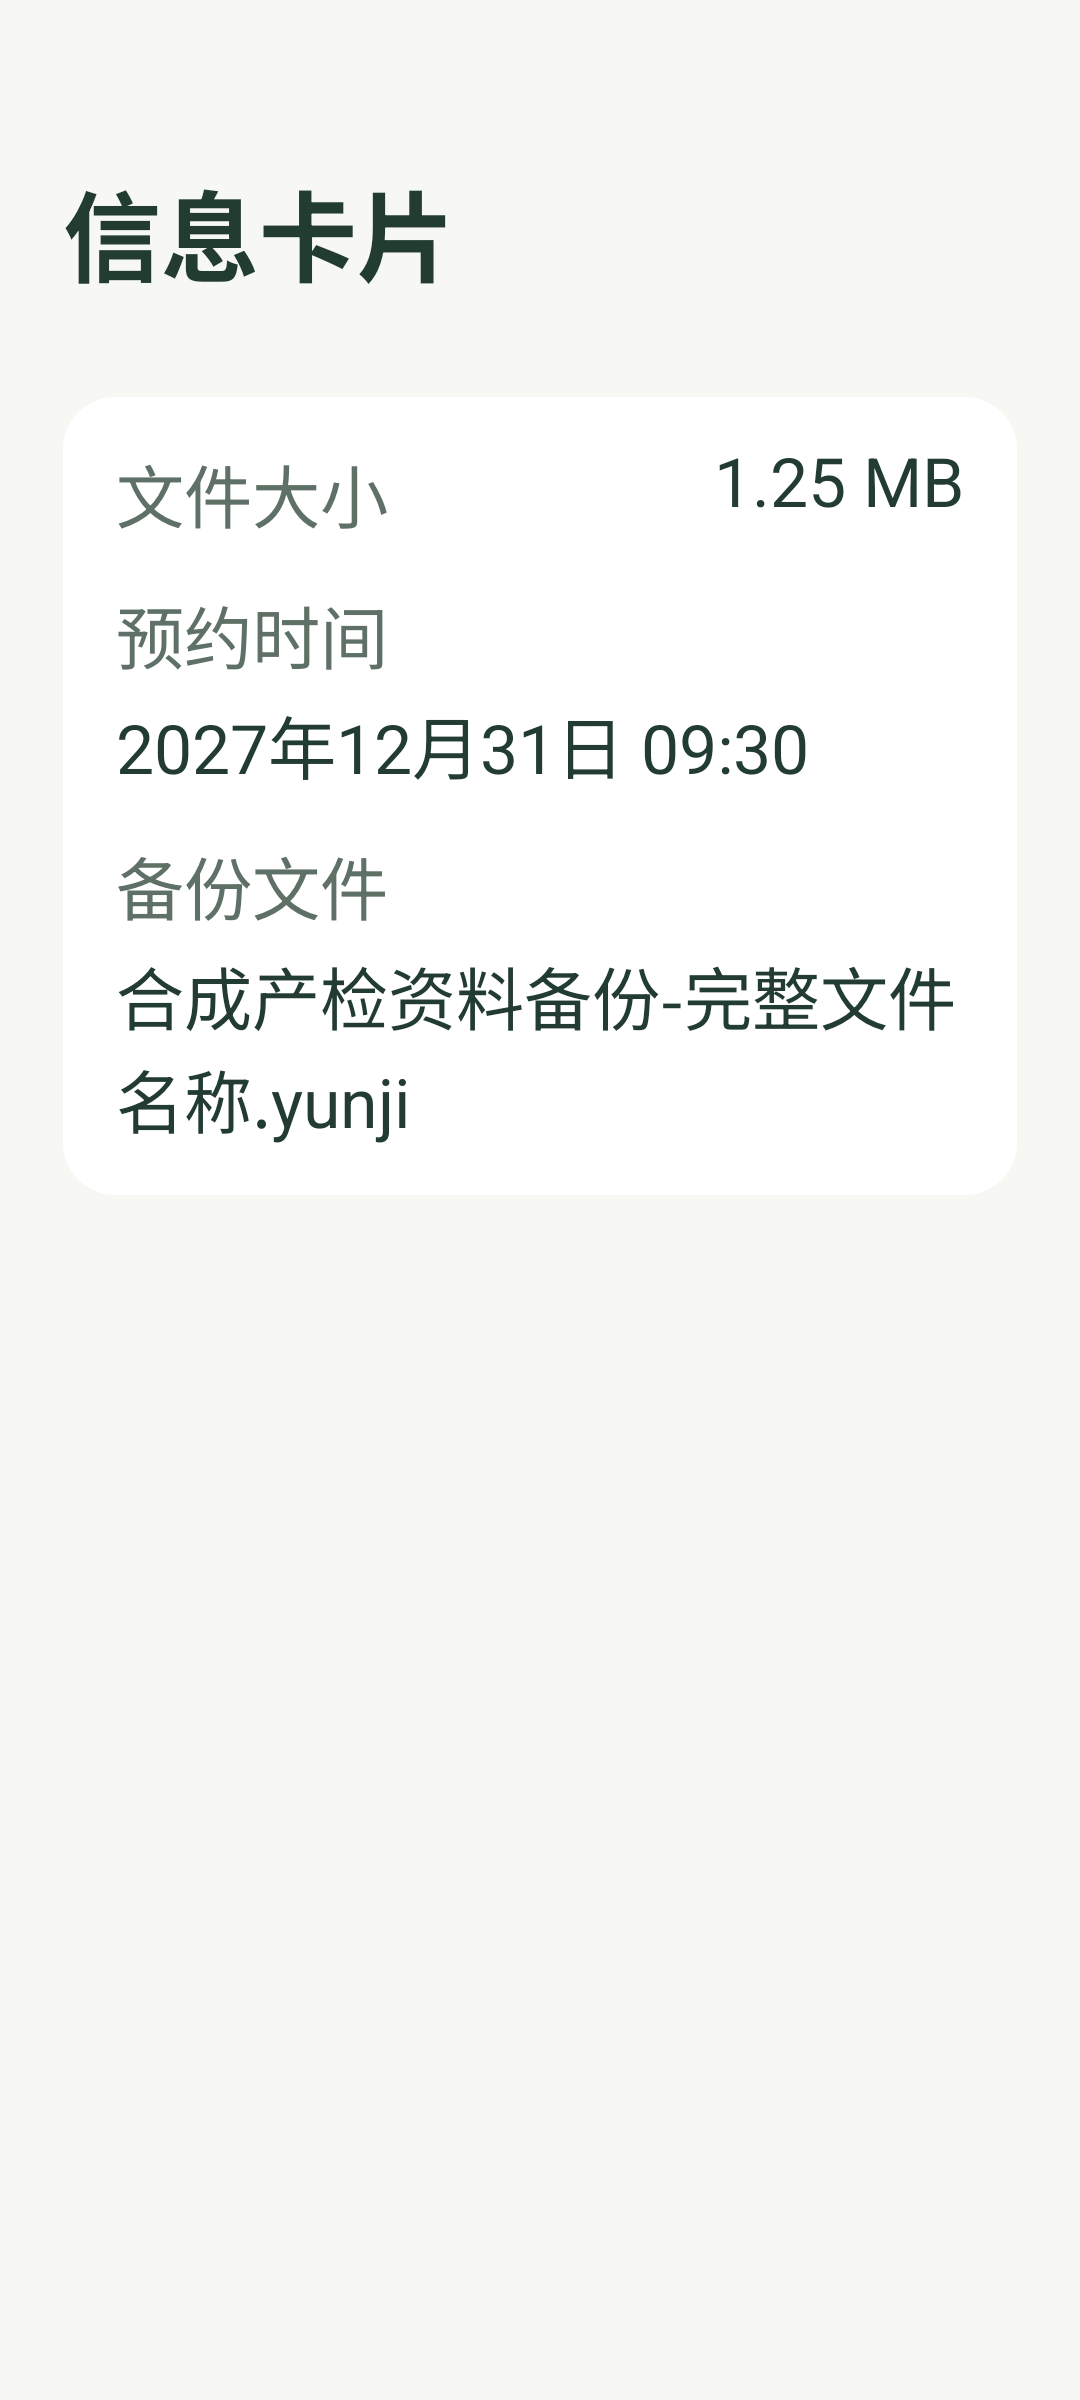 信息卡片
文件大小 1.25 MB
预约时间
2027年12月31日 09:30
备份文件
合成产检资料备份-完整文件
名称.yunji